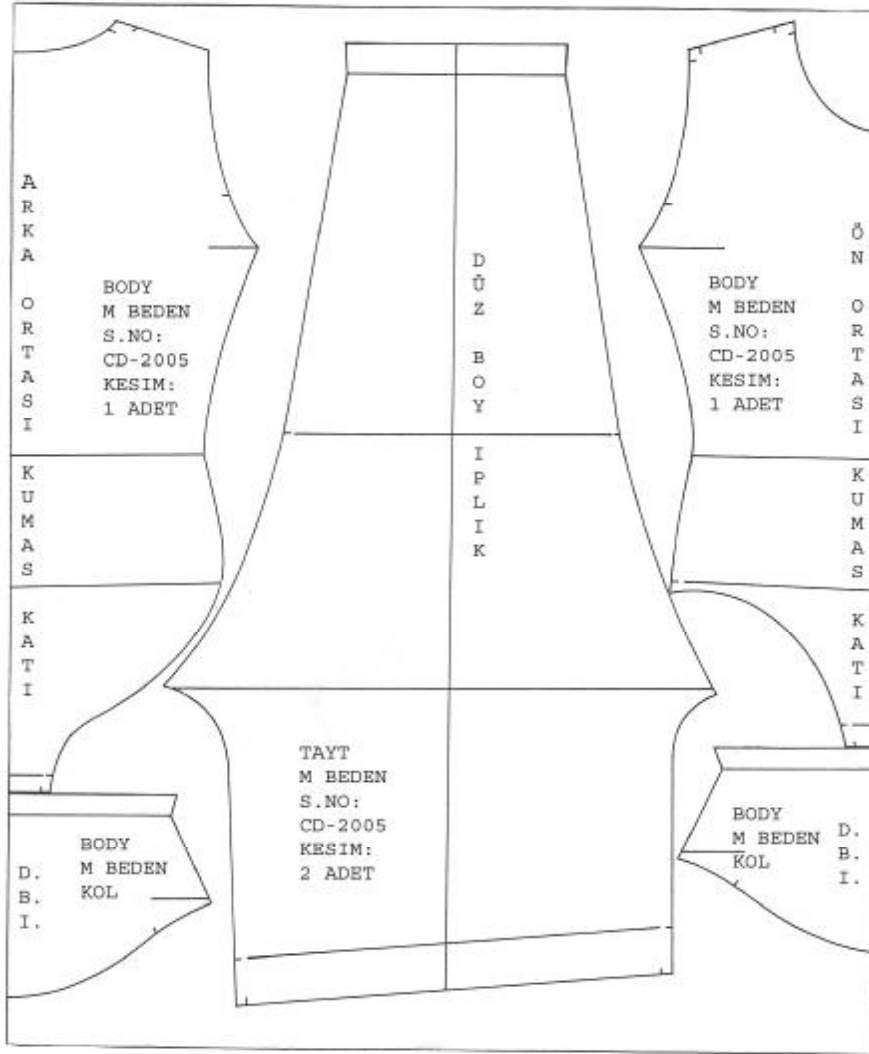 ARKA ORTASI KUMAS KATI
BODY
M BEDEN
S.NO:
CD-2005
KESIM:
1 ADET
DÜZ BOY IPLIK
BODY
M BEDEN
S.NO:
CD-2005
KESIM:
1 ADET
ÖN ORTASI KUMAS KATI
TAYT
M BEDEN
S.NO:
CD-2005
KESIM:
2 ADET
D.B.I.
BODY
M BEDEN
KOL
BODY
M BEDEN
KOL
D.B.I.